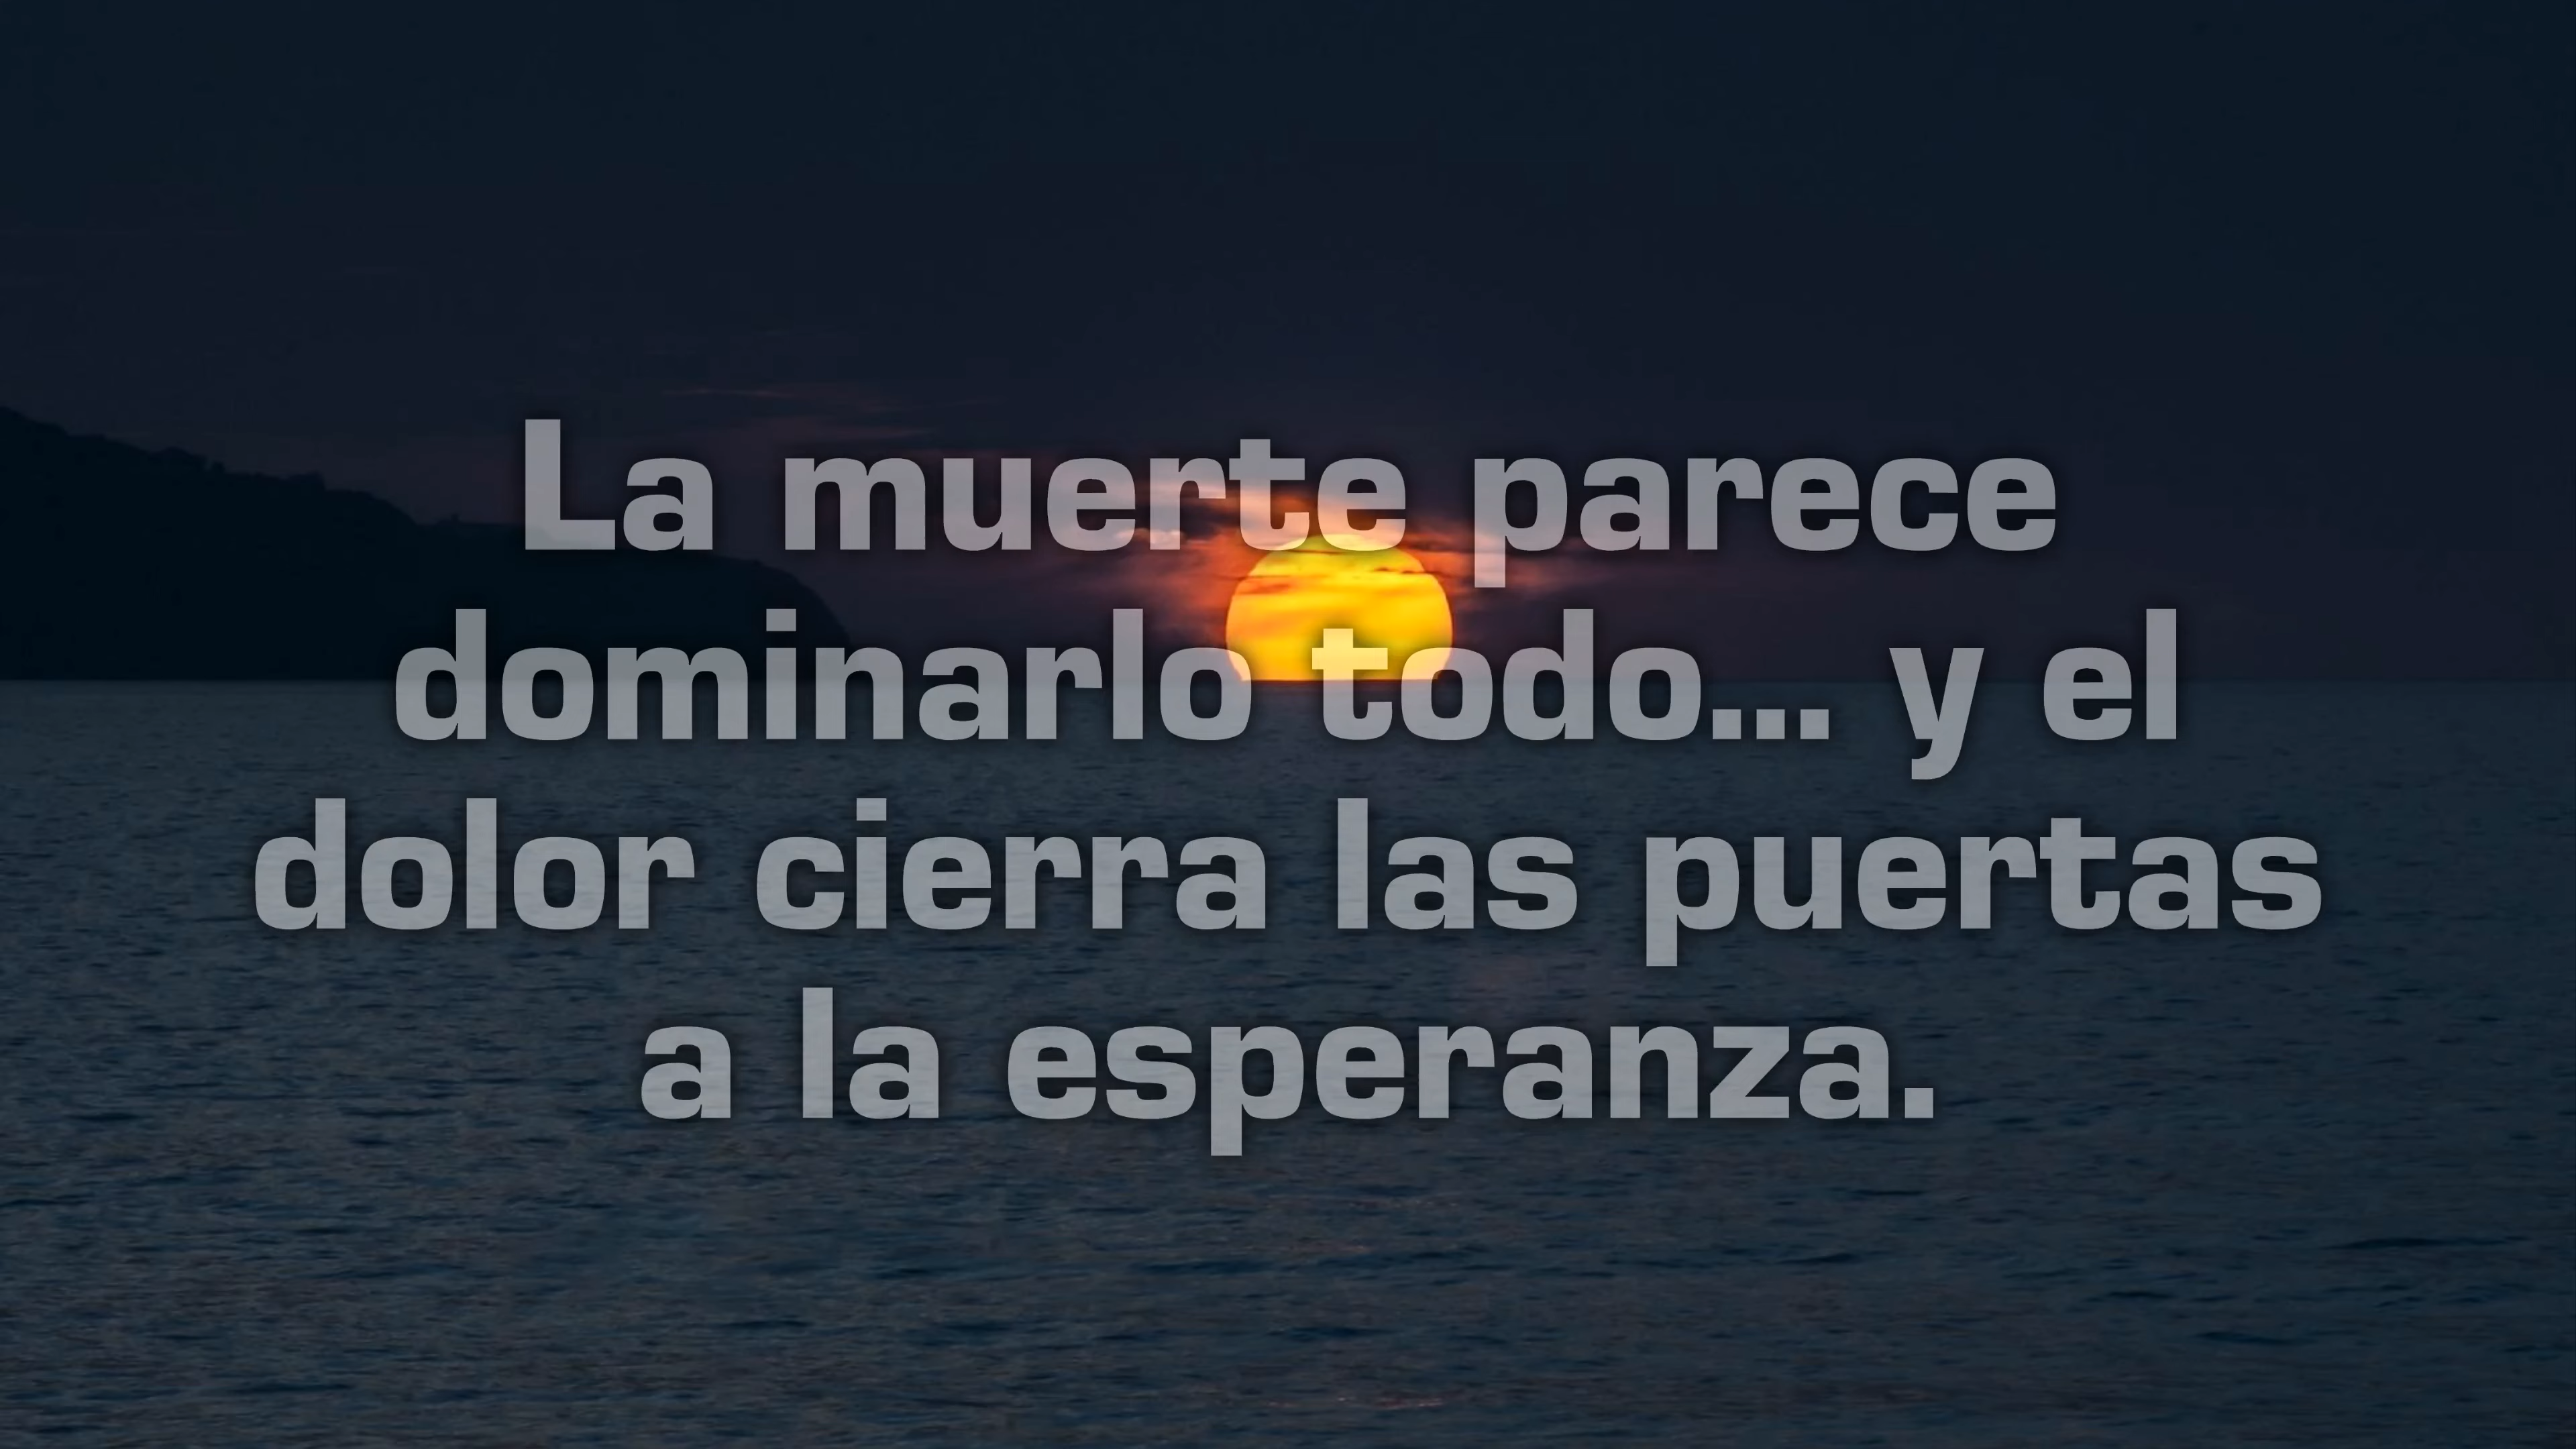 La muerte parece
dominarlo todo... y el
dolor cierra las puertas
a la esperanza.